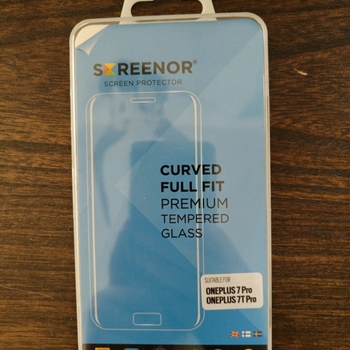 SCREENOR®
SCREEN PROTECTOR
CURVED
FULL FIT
PREMIUM
TEMPERED
GLASS
SUITABLE FOR
ONEPLUS 7 Pro
ONEPLUS 7T Pro